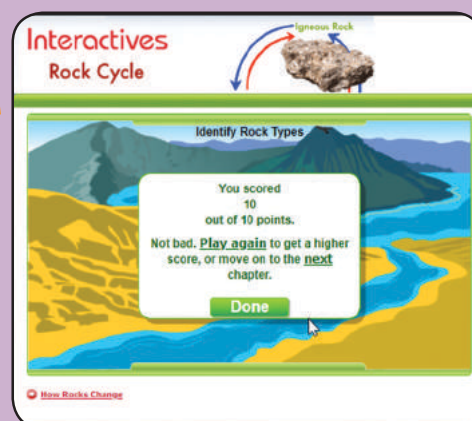 Interactives
Rock Cycle
Igneous Rock
Identify Rock Types
You scored
10
out of 10 points.
Not bad. Play again to get a higher
score, or move on to the next
chapter.
Done
How Rocks Change